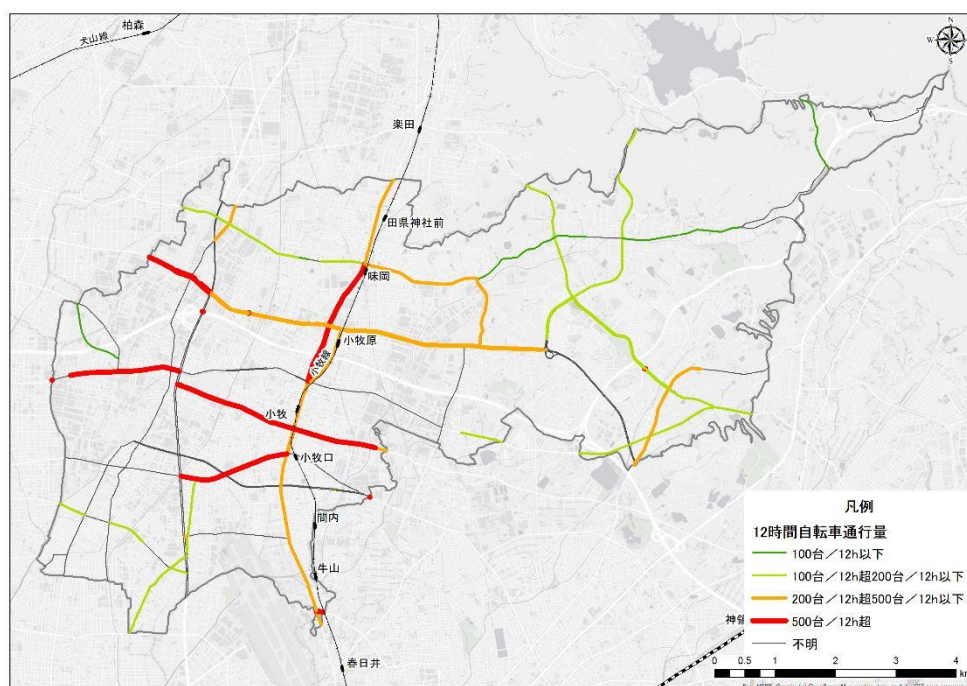 柏森
犬山線
N
W
E
S
楽田
田県神社前
味岡
小牧原
小牧線
小牧
小牧口
間内
牛山
春日井
神領
凡例
12時間自転車通行量
100台/12h以下
100台/12h超200台/12h以下
200台/12h超500台/12h以下
500台/12h超
不明
0 0.5 1 2 3 4